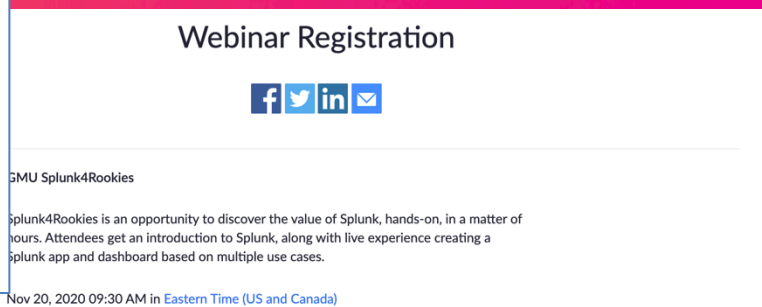 Webinar Registration
GMU Splunk4Rookies
Splunk4Rookies is an opportunity to discover the value of Splunk, hands-on, in a matter of
hours. Attendees get an introduction to Splunk, along with live experience creating a
Splunk app and dashboard based on multiple use cases.
Nov 20, 2020 09:30 AM in Eastern Time (US and Canada)